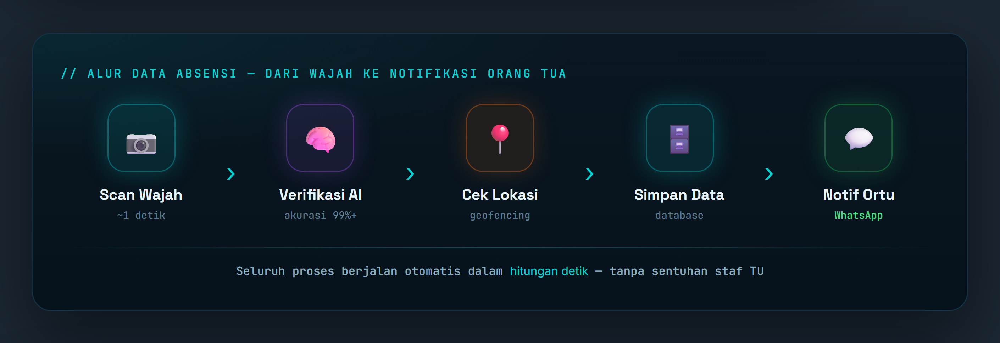 // ALUR DATA ABSENSI — DARI WAJAH KE NOTIFIKASI ORANG TUA
Scan Wajah
~1 detik
›
Verifikasi AI
akurasi 99%+
›
Cek Lokasi
geofencing
›
Simpan Data
database
›
Notif Ortu
WhatsApp
Seluruh proses berjalan otomatis dalam hitungan detik — tanpa sentuhan staf TU